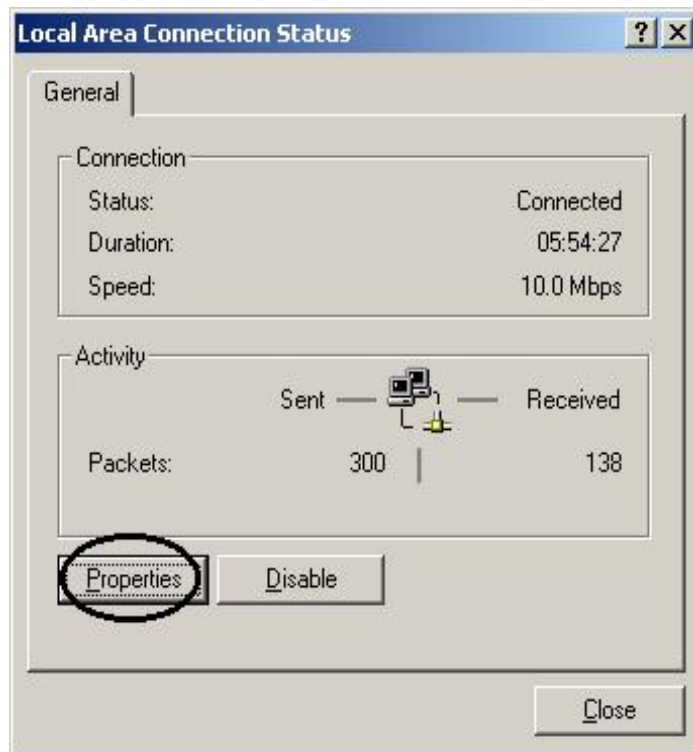 Local Area Connection Status
General
Connection
Status: Connected
Duration: 05:54:27
Speed: 10.0 Mbps
Activity
Sent Received
Packets: 300 138
Properties Disable
Close